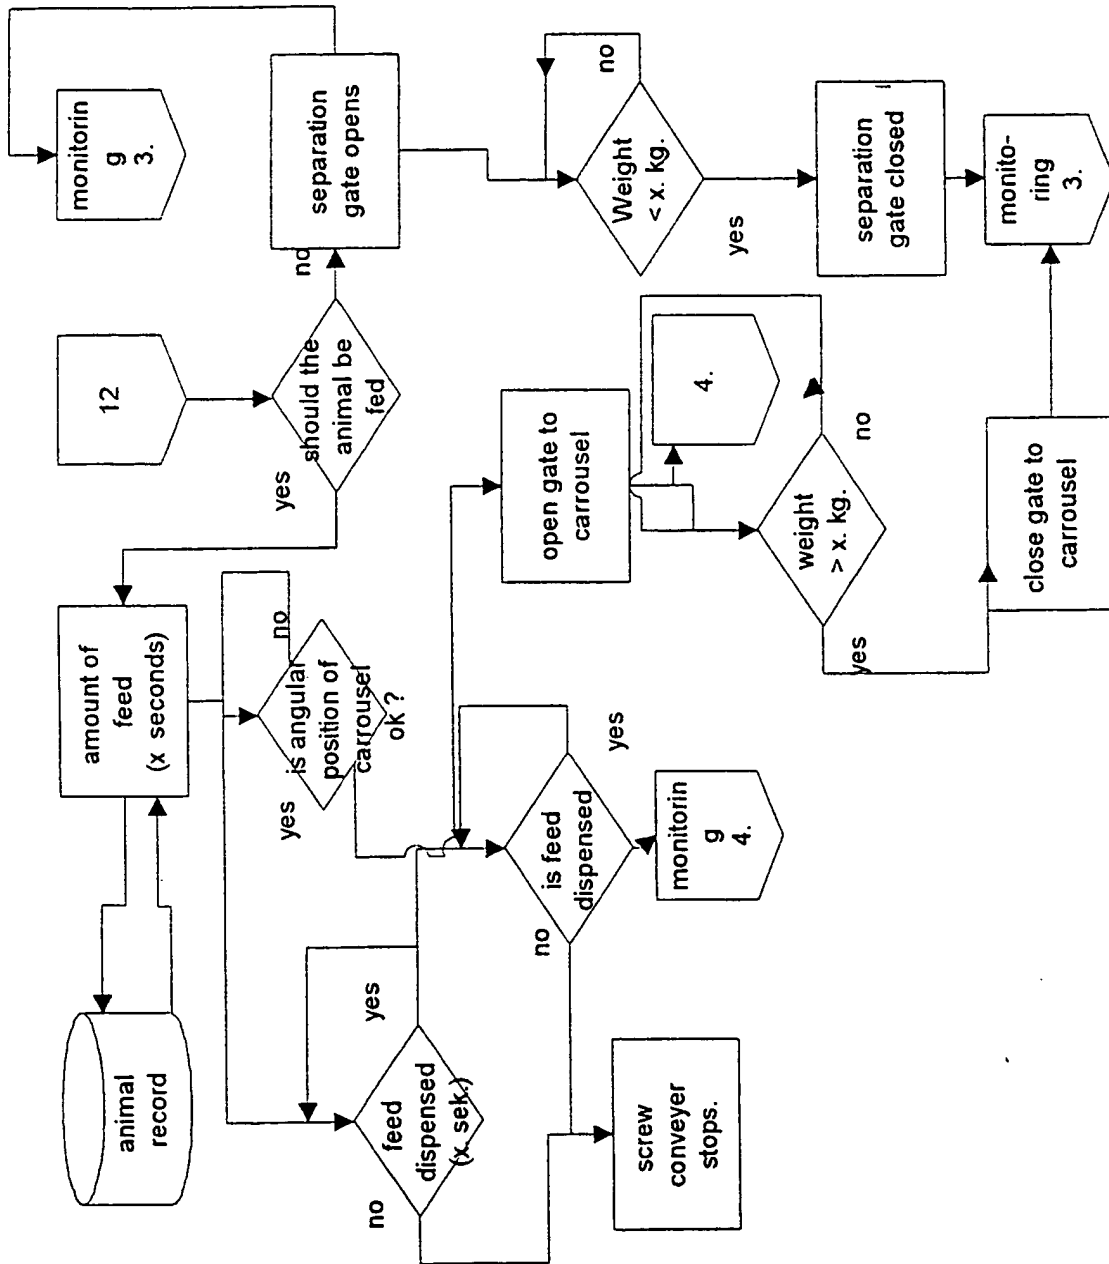 animal
record
amount of
feed
(x seconds)
12
monitorin
g
3.
yes
no
should the
animal be
fed
separation
gate opens
yes
no
is angular
position of
carrousel
ok ?
no
yes
feed
dispensed
(x. sek.)
no
yes
is feed
dispensed
open gate to
carrousel
no
Weight
< x. kg.
yes
screw
conveyer
stops.
monitorin
g
4.
4.
weight
> x. kg.
yes
no
separation
gate closed
close gate to
carrousel
monito-
ring
3.